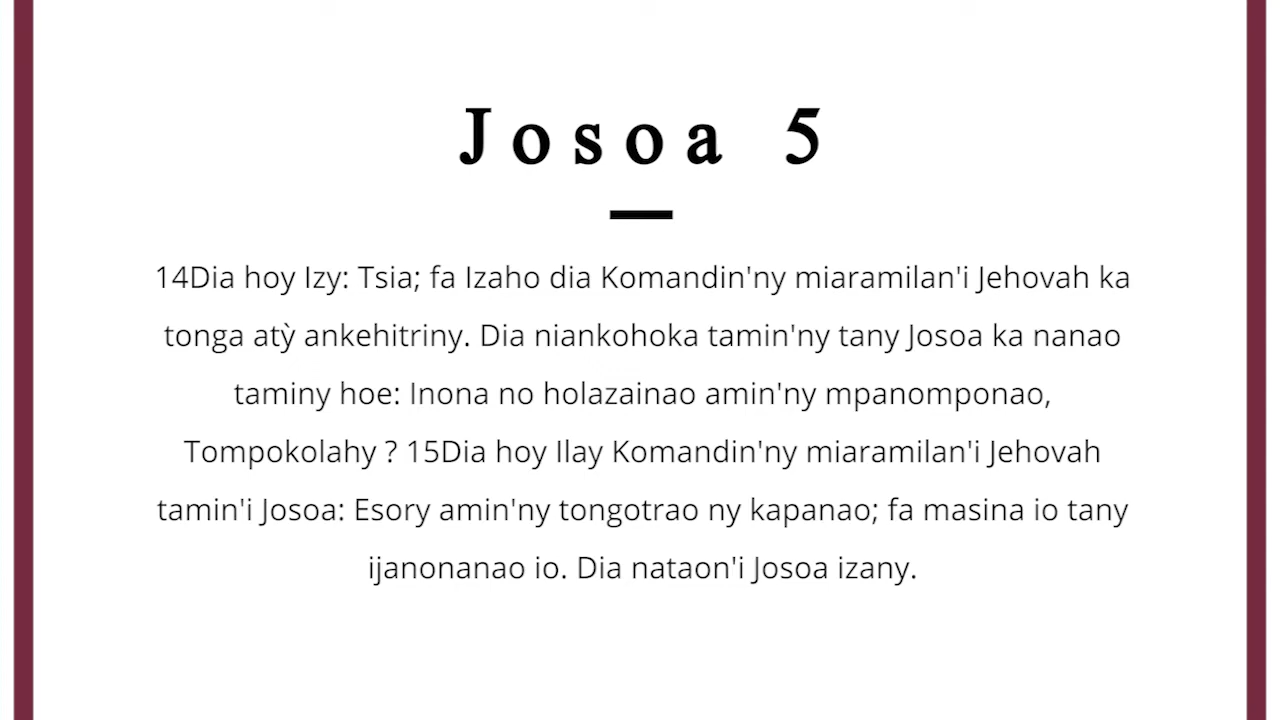 Josoa 5
14Dia hoy Izy: Tsia; fa Izaho dia Komandin'ny miaramilan'i Jehovah ka
tonga atỳ ankehitriny. Dia niankohoka tamin'ny tany Josoa ka nanao
taminy hoe: Inona no holazainao amin'ny mpanomponao,
Tompokolahy ? 15Dia hoy Ilay Komandin'ny miaramilan'i Jehovah
tamin'i Josoa: Esory amin'ny tongotrao ny kapanao; fa masina io tany
ijanonanao io. Dia nataon'i Josoa izany.